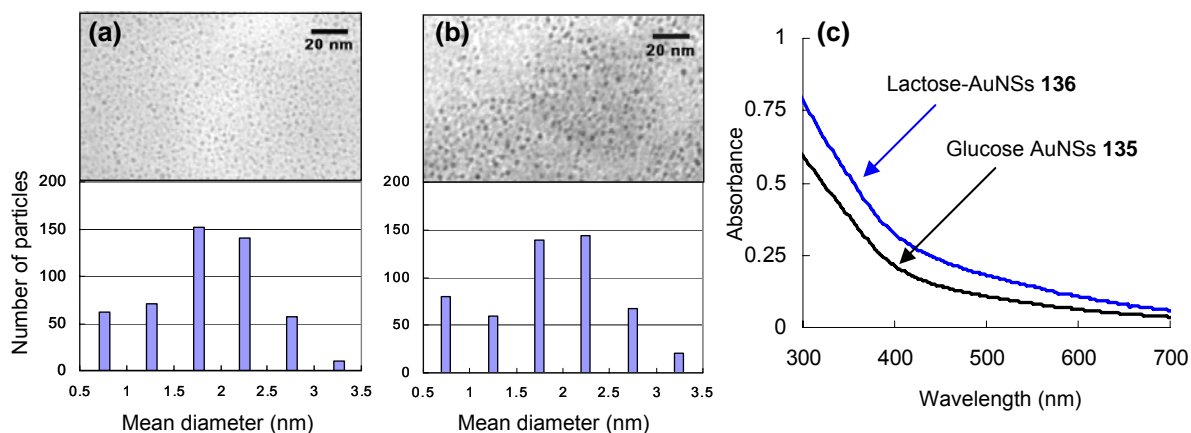 (a)
20 nm
Number of particles
200
150
100
50
0
0.5 1 1.5 2 2.5 3 3.5
Mean diameter (nm)
(b)
20 nm
200
150
100
50
0
0.5 1 1.5 2 2.5 3 3.5
Mean diameter (nm)
(c)
Absorbance
1
0.75
0.5
0.25
0
Lactose-AuNSs 136
Glucose AuNSs 135
300 400 500 600 700
Wavelength (nm)